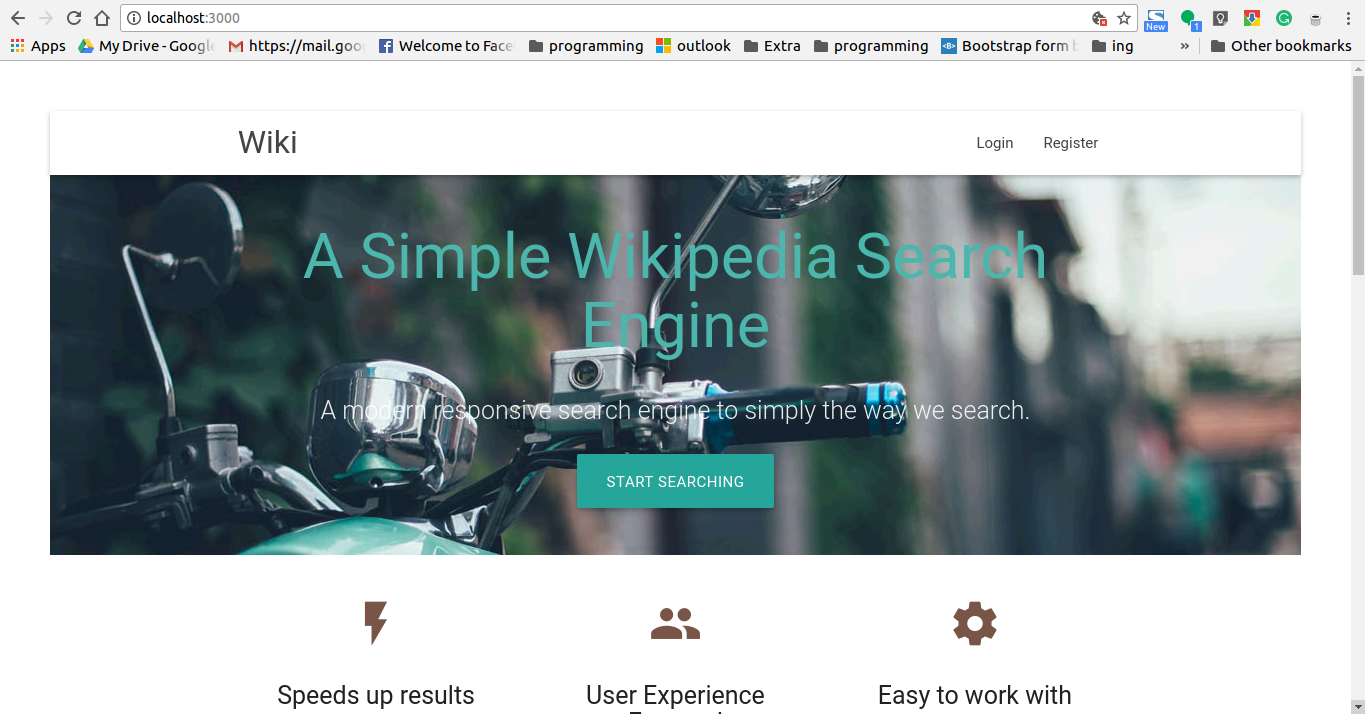 localhost:3000
New
1
Apps
My Drive - Google
https://mail.goo
Welcome to Face
programming
outlook
Extra
programming
Bootstrap form b
ing
»
Other bookmarks
Wiki
Login
Register
A Simple Wikipedia Search
Engine
A modern responsive search engine to simply the way we search.
START SEARCHING
Speeds up results
User Experience
Easy to work with